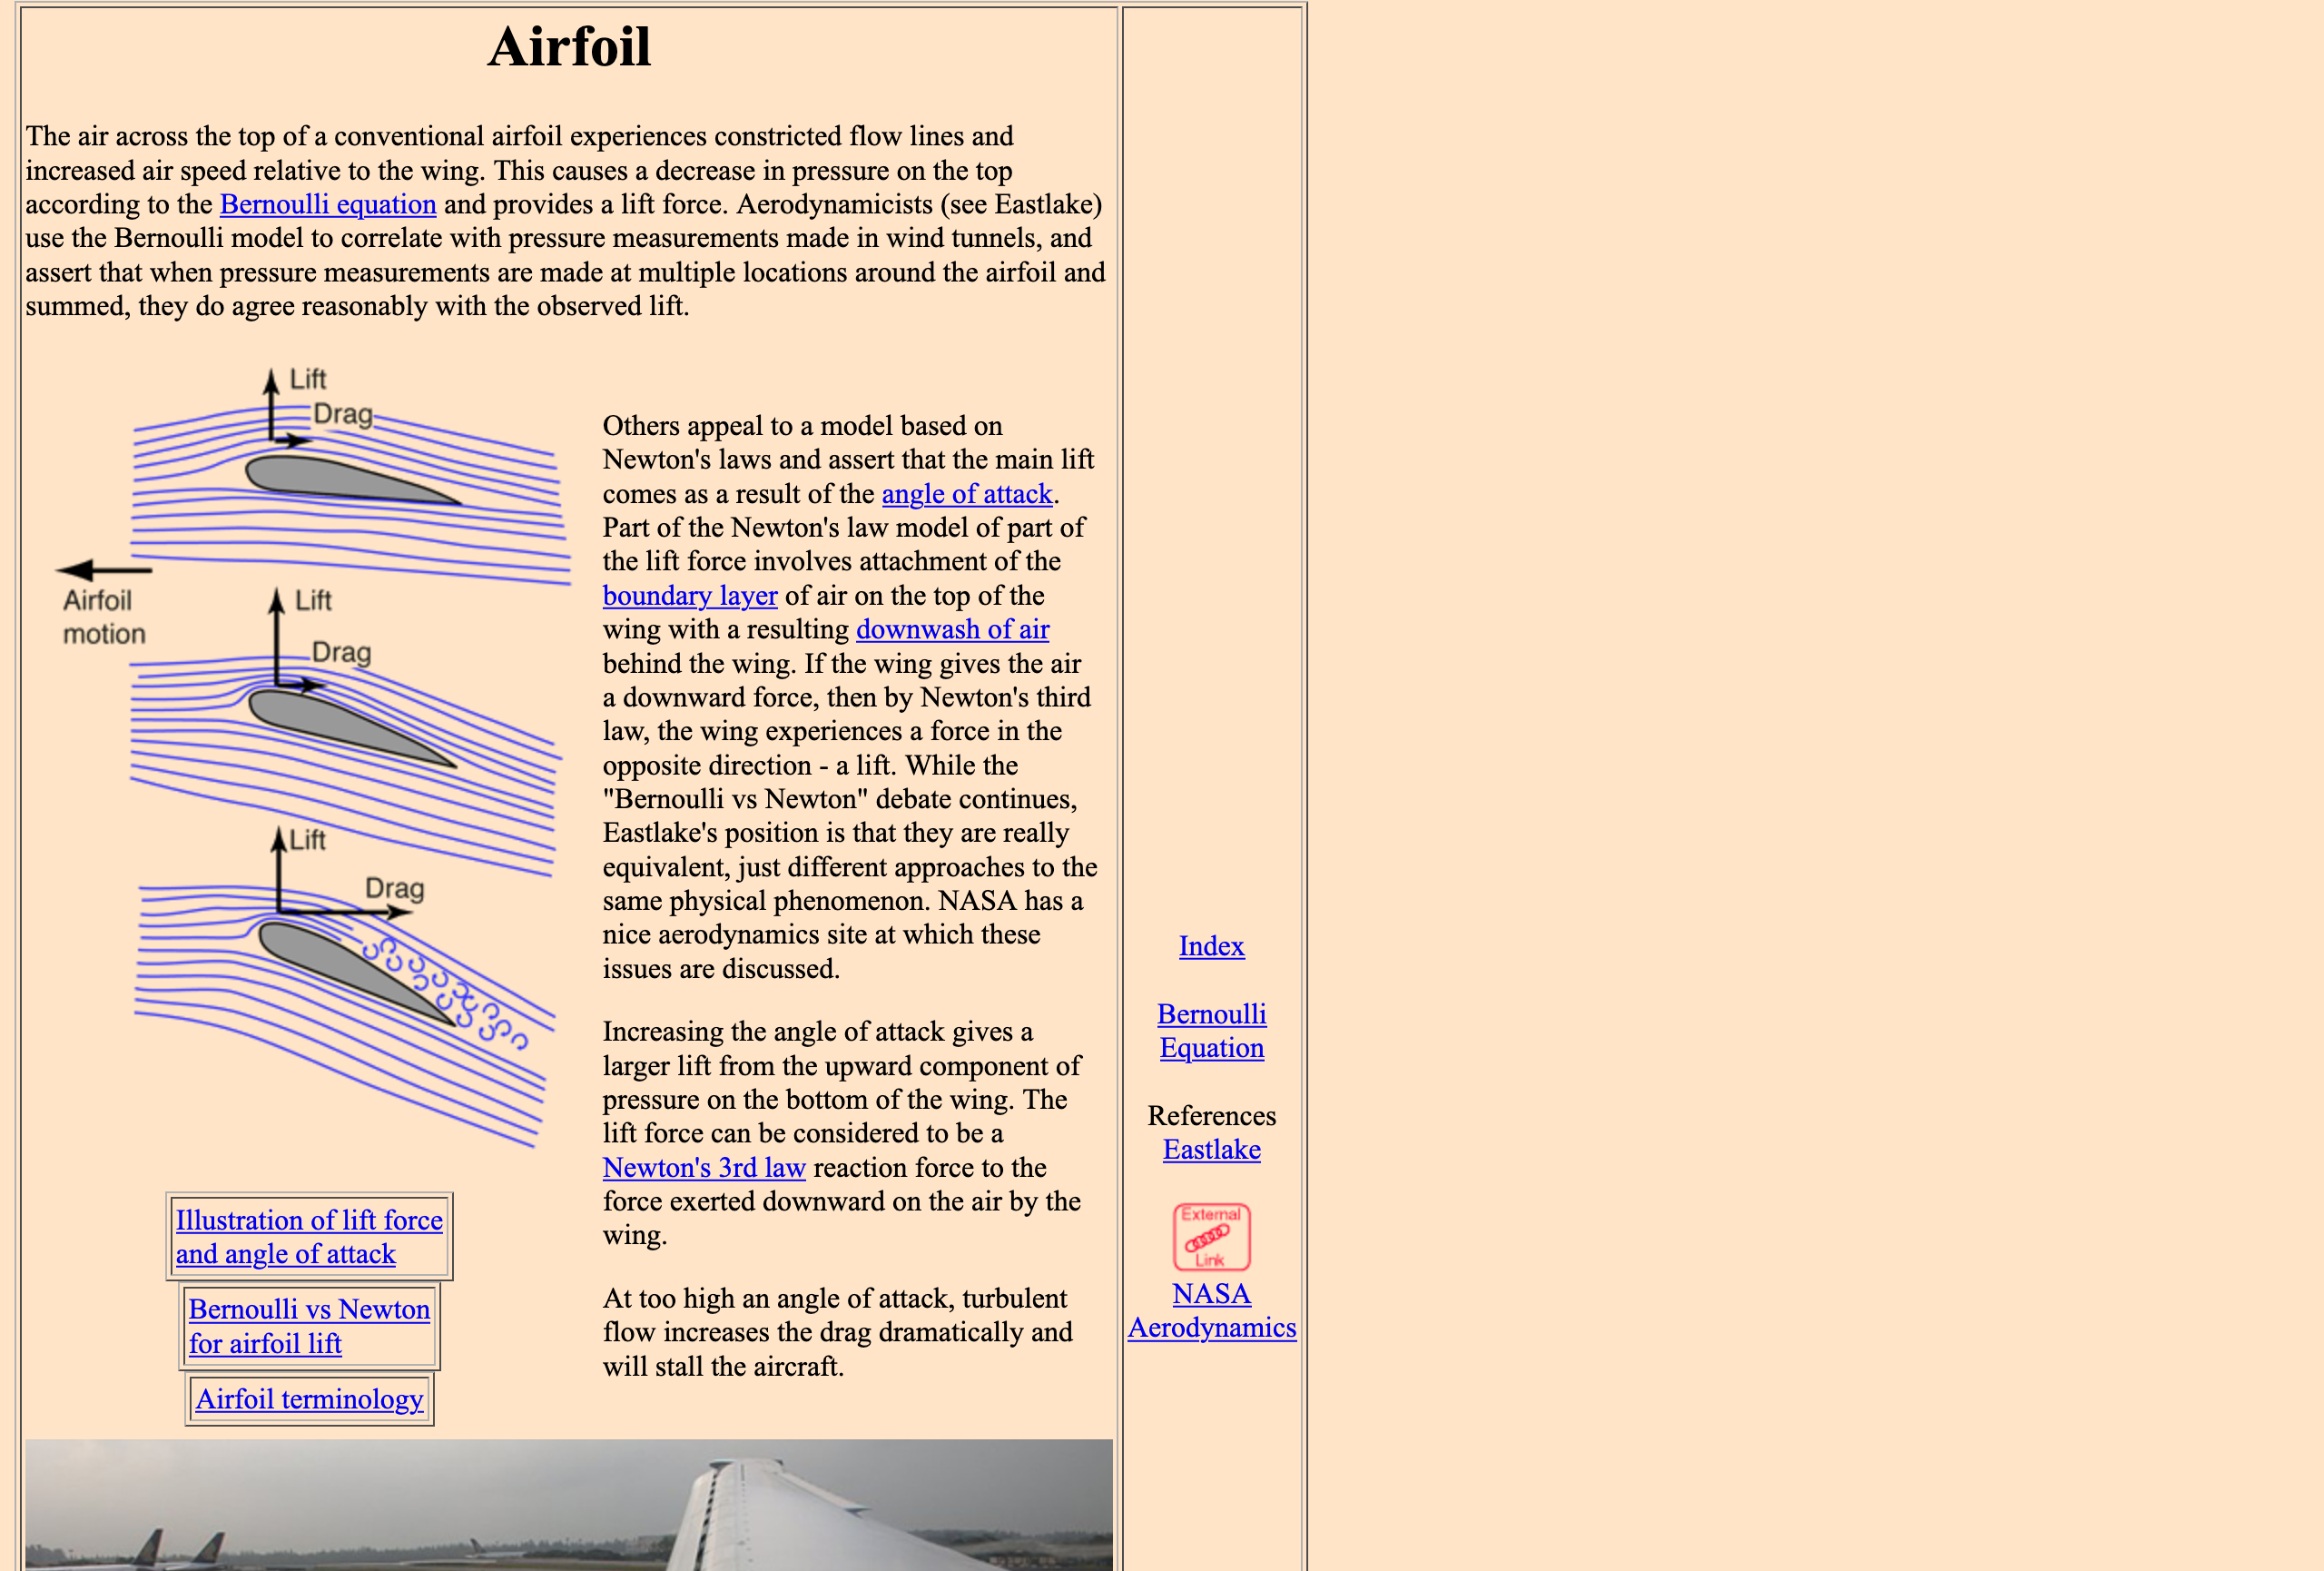 Airfoil
The air across the top of a conventional airfoil experiences constricted flow lines and
increased air speed relative to the wing. This causes a decrease in pressure on the top
according to the Bernoulli equation and provides a lift force. Aerodynamicists (see Eastlake)
use the Bernoulli model to correlate with pressure measurements made in wind tunnels, and
assert that when pressure measurements are made at multiple locations around the airfoil and
summed, they do agree reasonably with the observed lift.
Lift
Drag
Airfoil
motion
Lift
Drag
Lift
Drag
Illustration of lift force
and angle of attack
Bernoulli vs Newton
for airfoil lift
Airfoil terminology
Others appeal to a model based on
Newton's laws and assert that the main lift
comes as a result of the angle of attack.
Part of the Newton's law model of part of
the lift force involves attachment of the
boundary layer of air on the top of the
wing with a resulting downwash of air
behind the wing. If the wing gives the air
a downward force, then by Newton's third
law, the wing experiences a force in the
opposite direction - a lift. While the
"Bernoulli vs Newton" debate continues,
Eastlake's position is that they are really
equivalent, just different approaches to the
same physical phenomenon. NASA has a
nice aerodynamics site at which these
issues are discussed.
Increasing the angle of attack gives a
larger lift from the upward component of
pressure on the bottom of the wing. The
lift force can be considered to be a
Newton's 3rd law reaction force to the
force exerted downward on the air by the
wing.
At too high an angle of attack, turbulent
flow increases the drag dramatically and
will stall the aircraft.
Index
Bernoulli
Equation
References
Eastlake
External
Link
NASA
Aerodynamics